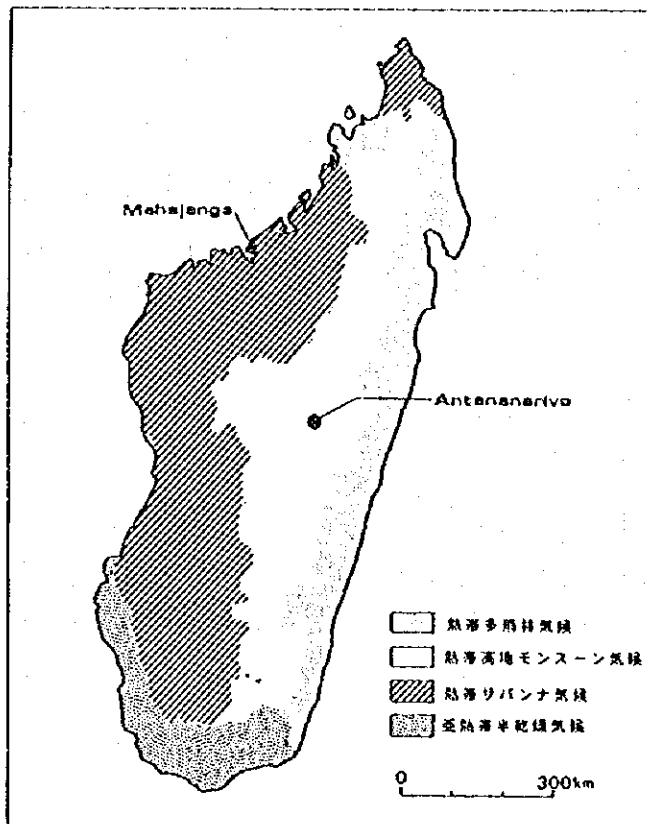 Mahajanga
Antananarivo
熱帯多雨林気候
熱帯高地モンスーン気候
熱帯サバンナ気候
亜熱帯半乾燥気候
0 300km